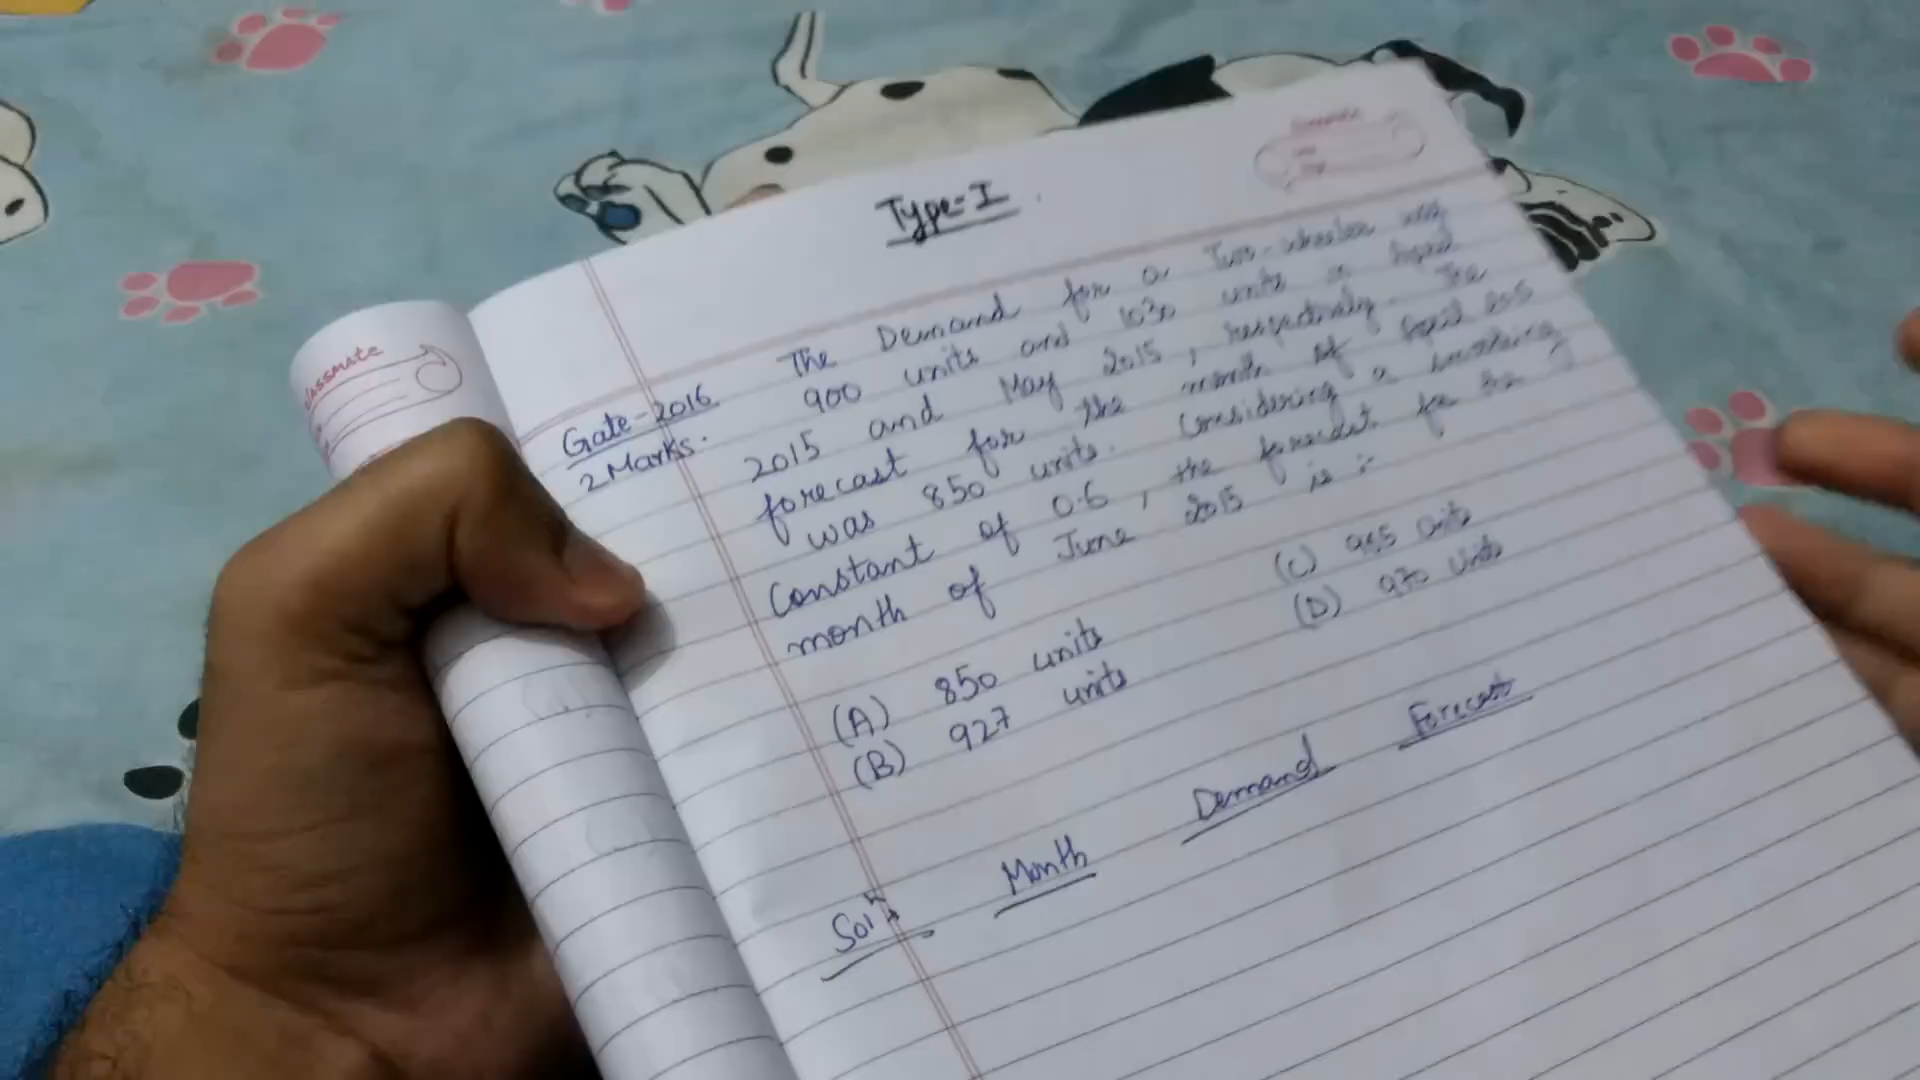 Type-I
classmate
Gate-2016
2 Marks.
The Demand for a Two-wheeler was
900 units and 1030 units in April
2015 and May 2015, respectively. The
forecast for the month of April 2015
was 850 units. Considering a smoothing
Constant of 0.6, the forecast for the
month of June 2015 is :-
(A) 850 units
(B) 927 units
(C) 965 units
(D) 970 units
Solⁿ
Month Demand Forecast